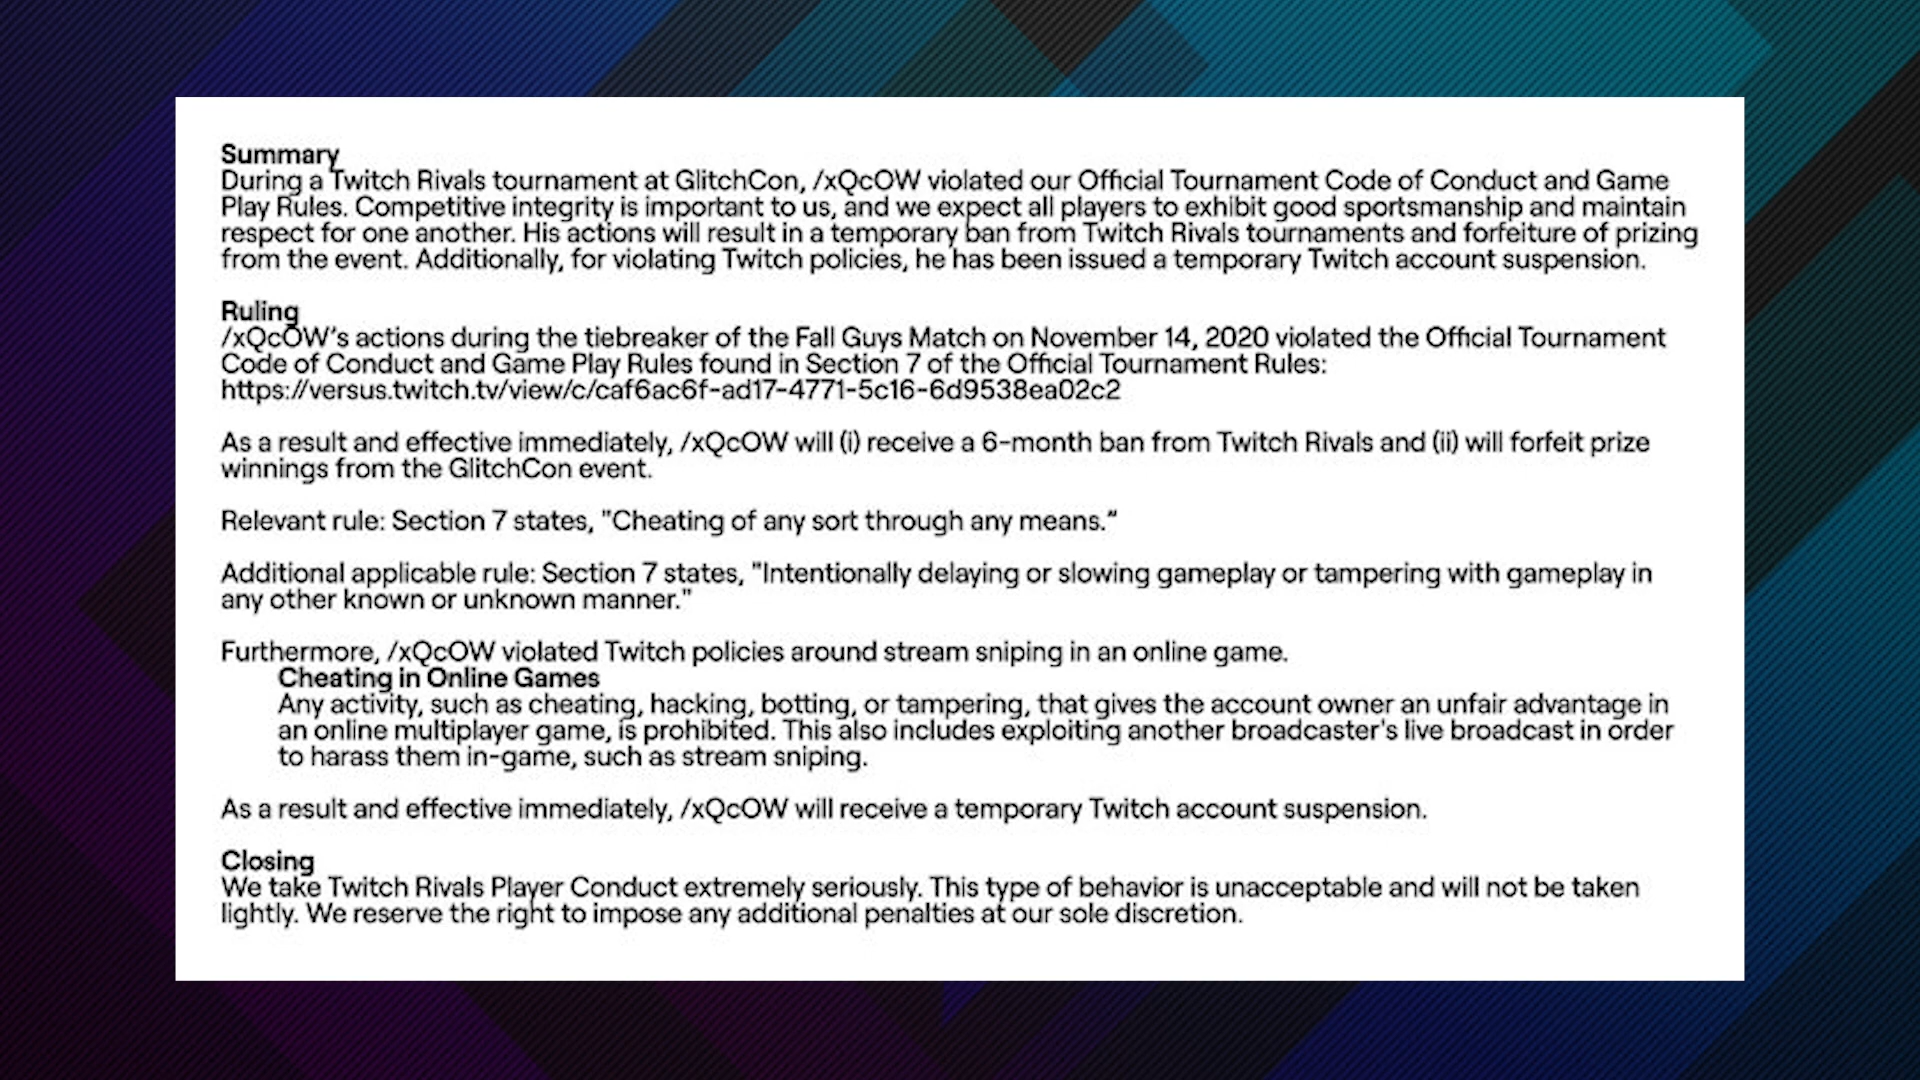 Summary
During a Twitch Rivals tournament at GlitchCon, /xQcOW violated our Official Tournament Code of Conduct and Game
Play Rules. Competitive integrity is important to us, and we expect all players to exhibit good sportsmanship and maintain
respect for one another. His actions will result in a temporary ban from Twitch Rivals tournaments and forfeiture of prizing
from the event. Additionally, for violating Twitch policies, he has been issued a temporary Twitch account suspension.
Ruling
/xQcOW's actions during the tiebreaker of the Fall Guys Match on November 14, 2020 violated the Official Tournament
Code of Conduct and Game Play Rules found in Section 7 of the Official Tournament Rules:
https://versus.twitch.tv/view/c/caf6ac6f-ad17-4771-5c16-6d9538ea02c2
As a result and effective immediately, /xQcOW will (i) receive a 6-month ban from Twitch Rivals and (ii) will forfeit prize
winnings from the GlitchCon event.
Relevant rule: Section 7 states, "Cheating of any sort through any means."
Additional applicable rule: Section 7 states, "Intentionally delaying or slowing gameplay or tampering with gameplay in
any other known or unknown manner."
Furthermore, /xQcOW violated Twitch policies around stream sniping in an online game.
Cheating in Online Games
Any activity, such as cheating, hacking, botting, or tampering, that gives the account owner an unfair advantage in
an online multiplayer game, is prohibited. This also includes exploiting another broadcaster's live broadcast in order
to harass them in-game, such as stream sniping.
As a result and effective immediately, /xQcOW will receive a temporary Twitch account suspension.
Closing
We take Twitch Rivals Player Conduct extremely seriously. This type of behavior is unacceptable and will not be taken
lightly. We reserve the right to impose any additional penalties at our sole discretion.